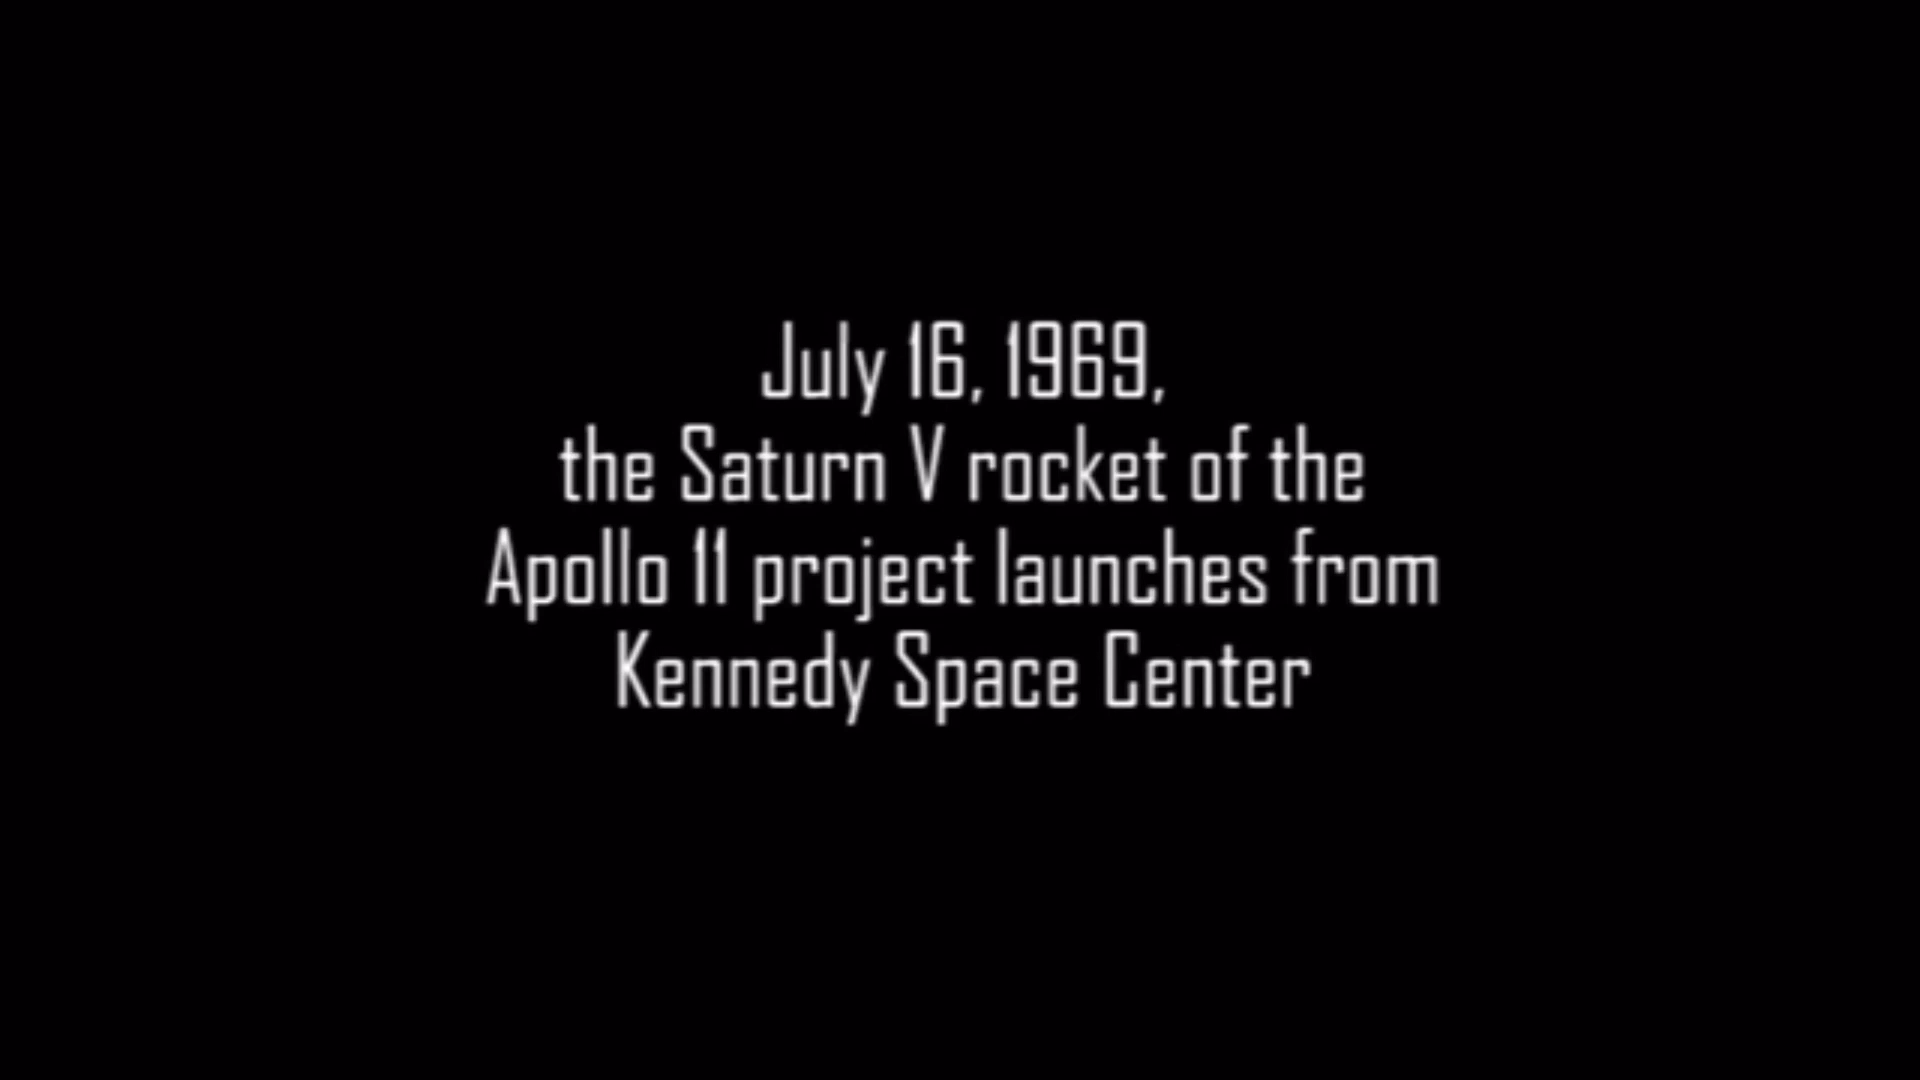 July 16, 1969,
the Saturn V rocket of the
Apollo 11 project launches from
Kennedy Space Center